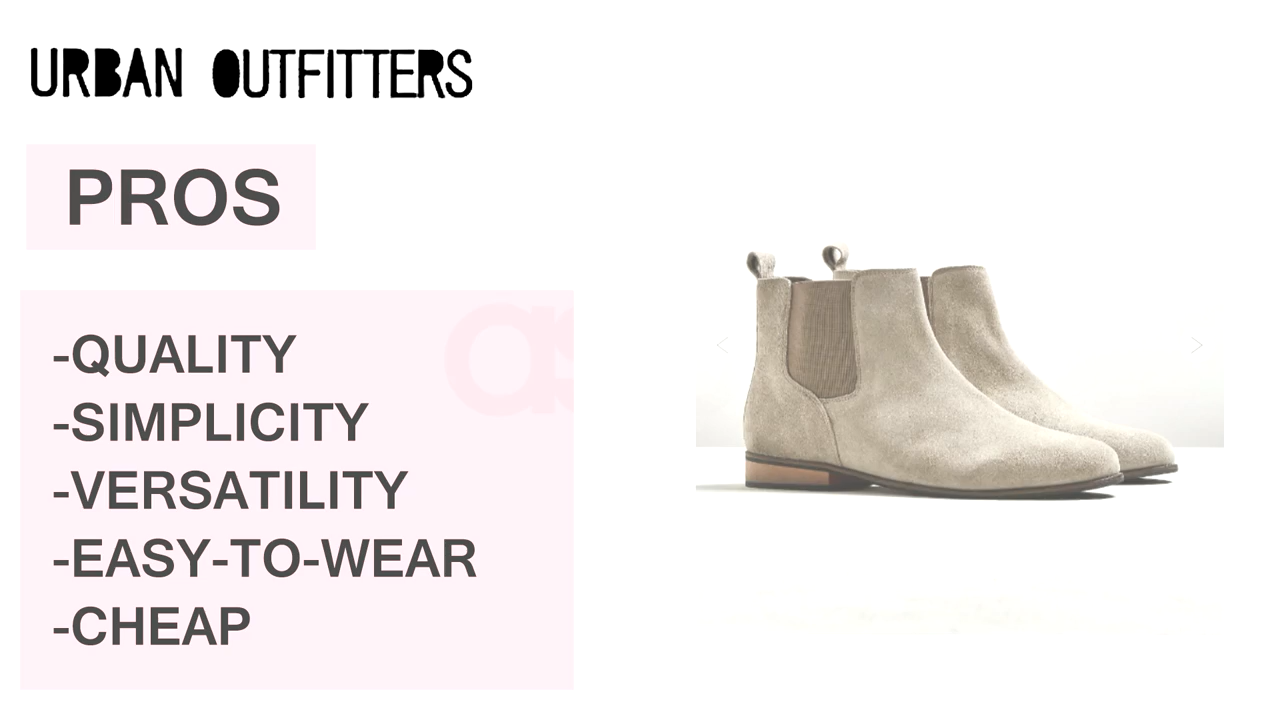 URBAN OUTFITTERS
PROS
-QUALITY
-SIMPLICITY
-VERSATILITY
-EASY-TO-WEAR
-CHEAP